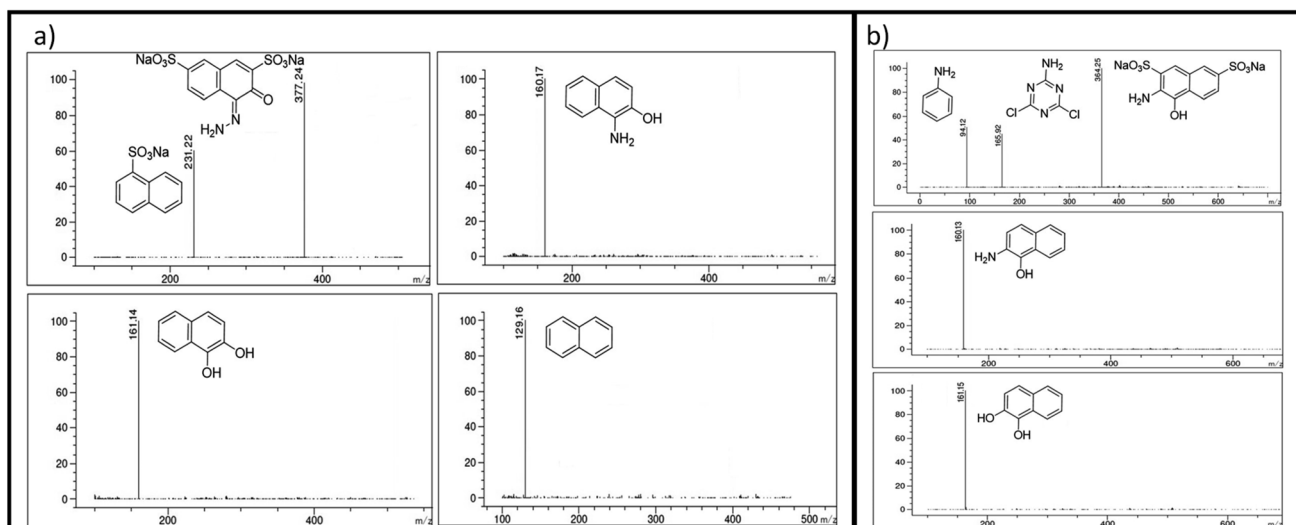 a)
NaO₃S
SO₃Na
O
N
H₂N
SO₃Na
231.22
377.24
100
80
60
40
20
0
200
400
m/z
160.17
OH
NH₂
100
80
60
40
20
0
200
400
m/z
161.14
OH
OH
100
80
60
40
20
0
200
400
m/z
129.16
100
80
60
40
20
0
100
200
300
400
500
m/z
b)
NH₂
NH₂
N
N
N
Cl
Cl
NaO₃S
SO₃Na
H₂N
OH
94.12
165.92
364.25
100
80
60
40
20
0
0
100
200
300
400
500
600
m/z
160.13
H₂N
OH
100
80
60
40
20
0
200
400
600
m/z
161.15
HO
OH
100
80
60
40
20
0
200
400
600
m/z